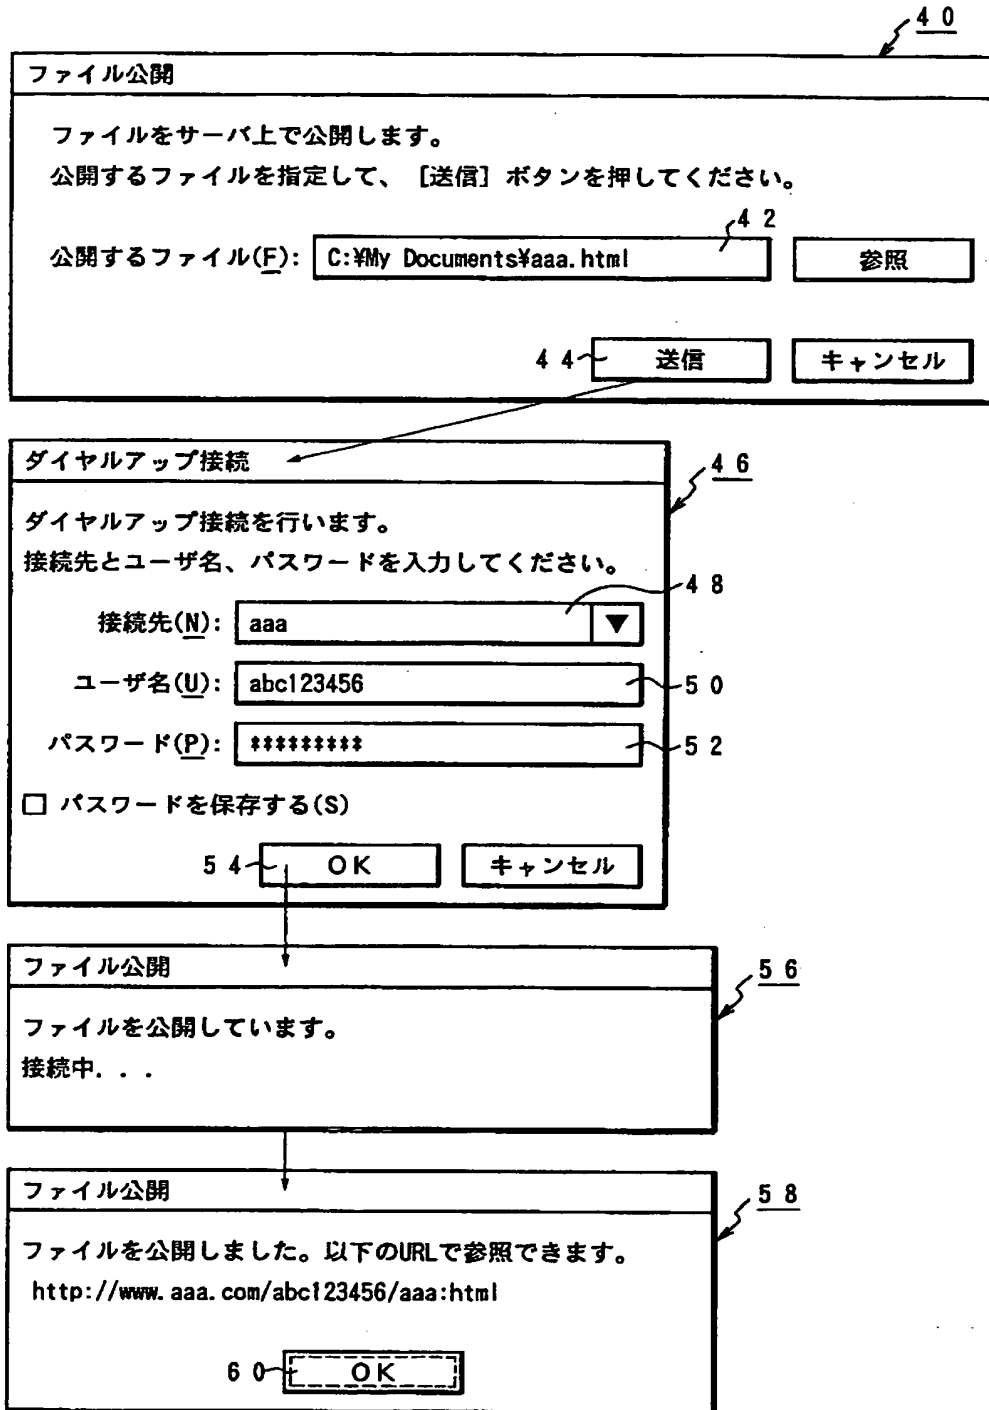 ４０
ファイル公開
ファイルをサーバ上で公開します。
公開するファイルを指定して、［送信］ボタンを押してください。
４２
公開するファイル(F): C:¥My Documents¥aaa.html 参照
４４ 送信 キャンセル
ダイヤルアップ接続
４６
ダイヤルアップ接続を行います。
接続先とユーザ名、パスワードを入力してください。
４８
接続先(N): aaa ▼
ユーザ名(U): abc123456 ５０
パスワード(P): ********* ５２
□ パスワードを保存する(S)
５４ OK キャンセル
ファイル公開
５６
ファイルを公開しています。
接続中．．．
ファイル公開
５８
ファイルを公開しました。以下のURLで参照できます。
http://www.aaa.com/abc123456/aaa:html
６０ OK